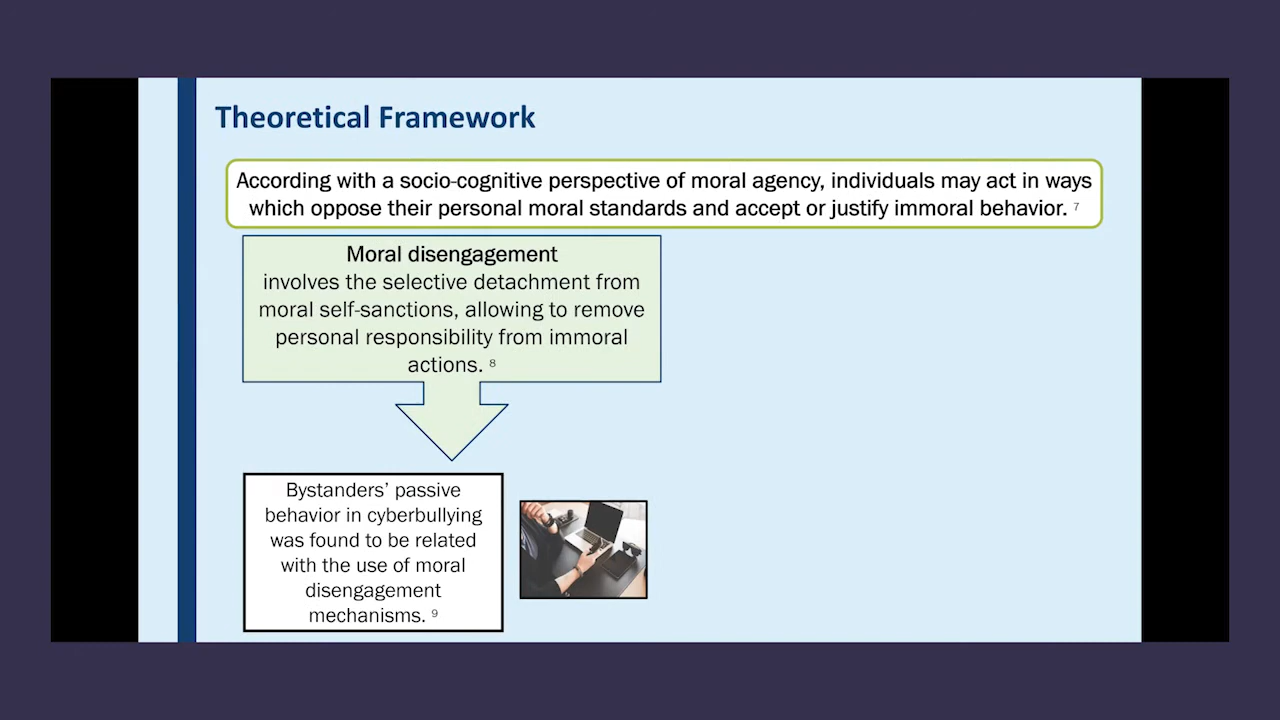 Theoretical Framework
According with a socio-cognitive perspective of moral agency, individuals may act in ways
which oppose their personal moral standards and accept or justify immoral behavior. 7
Moral disengagement
involves the selective detachment from
moral self-sanctions, allowing to remove
personal responsibility from immoral
actions. 8
Bystanders’ passive
behavior in cyberbullying
was found to be related
with the use of moral
disengagement
mechanisms. 9